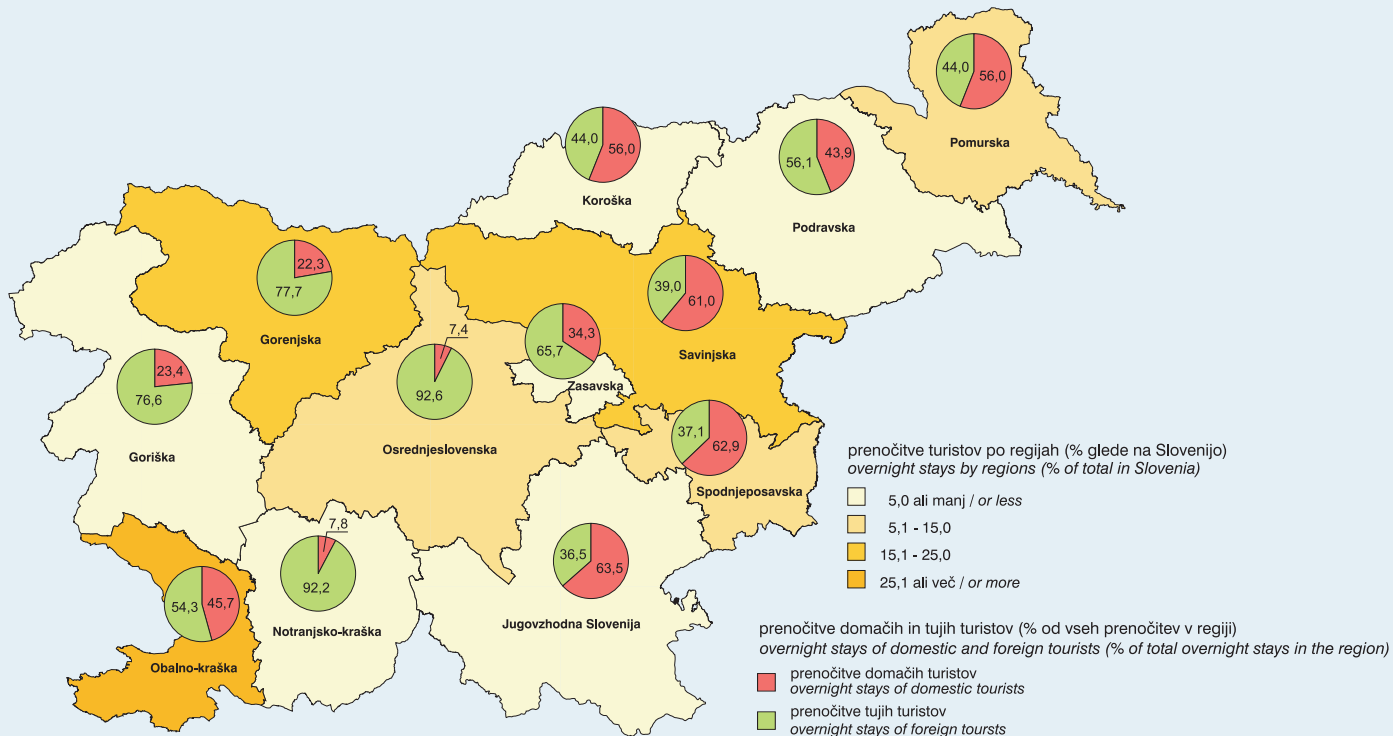 44,0
56,0
Pomurska
44,0
56,0
Koroška
56,1
43,9
Podravska
22,3
77,7
Gorenjska
39,0
61,0
Savinjska
34,3
65,7
Zasavska
7,4
92,6
Osrednjeslovenska
23,4
76,6
Goriška
37,1
62,9
Spodnjeposavska
7,8
92,2
Notranjsko-kraška
36,5
63,5
Jugovzhodna Slovenija
54,3
45,7
Obalno-kraška
prenočitve turistov po regijah (% glede na Slovenijo)
overnight stays by regions (% of total in Slovenia)
5,0 ali manj / or less
5,1 - 15,0
15,1 - 25,0
25,1 ali več / or more
prenočitve domačih in tujih turistov (% od vseh prenočitev v regiji)
overnight stays of domestic and foreign tourists (% of total overnight stays in the region)
prenočitve domačih turistov
overnight stays of domestic tourists
prenočitve tujih turistov
overnight stays of foreign toursts